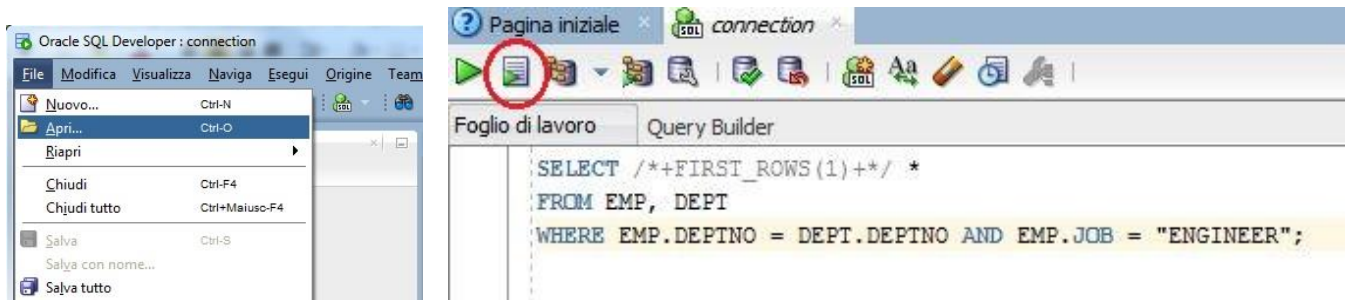 Oracle SQL Developer : connection
File Modifica Visualizza Naviga Esegui Origine Team
Nuovo... Ctrl-N
Apri... Ctrl-O
Riapri
Chiudi Ctrl-F4
Chiudi tutto Ctrl+Maiusc-F4
Salva Ctrl-S
Salva con nome...
Salva tutto
Pagina iniziale connection
Foglio di lavoro Query Builder
SELECT /*+FIRST_ROWS(1)+*/ *
FROM EMP, DEPT
WHERE EMP.DEPTNO = DEPT.DEPTNO AND EMP.JOB = "ENGINEER";